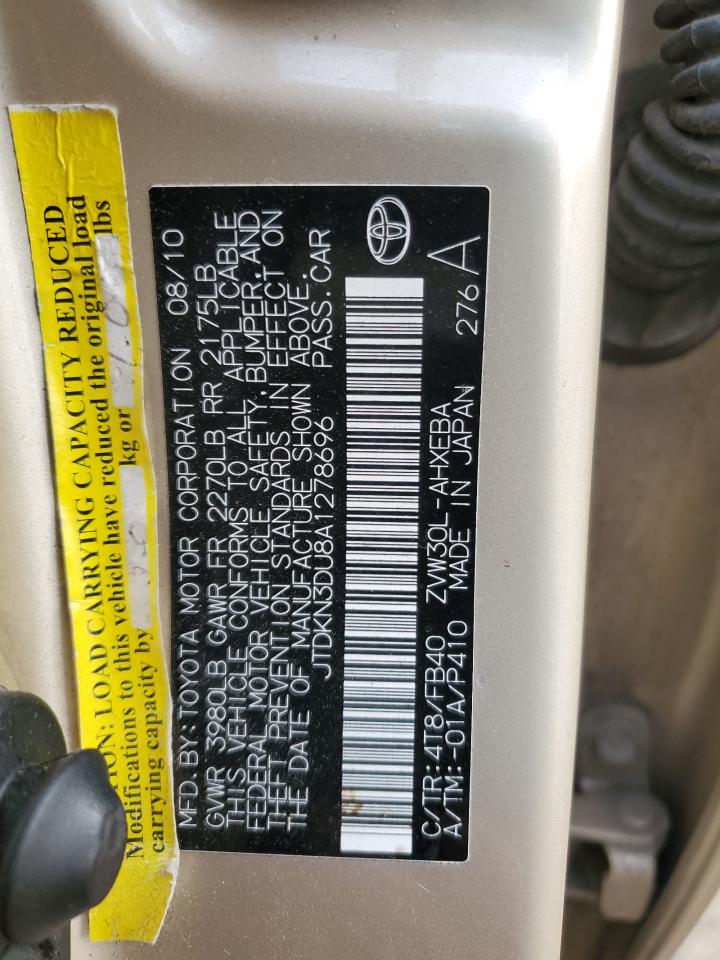 ION: LOAD CARRYING CAPACITY REDUCED
Modifications to this vehicle have reduced the original load
carrying capacity by kg or lbs
MFD.BY:TOYOTA MOTOR CORPORATION 08/10
GVWR 3980LB GAWR FR 2270LB RR 2175LB
THIS VEHICLE CONFORMS TO ALL APPLICABLE
FEDERAL MOTOR VEHICLE SAFETY, BUMPER, AND
THEFT PREVENTION STANDARDS IN EFFECT ON
THE DATE OF MANUFACTURE SHOWN ABOVE.
JTDKN3DU8A1278696 PASS.CAR
C/TR:4T8/FB40 ZVW30L-AHXEBA
A/TM:-01A/P410 MADE IN JAPAN 276 A